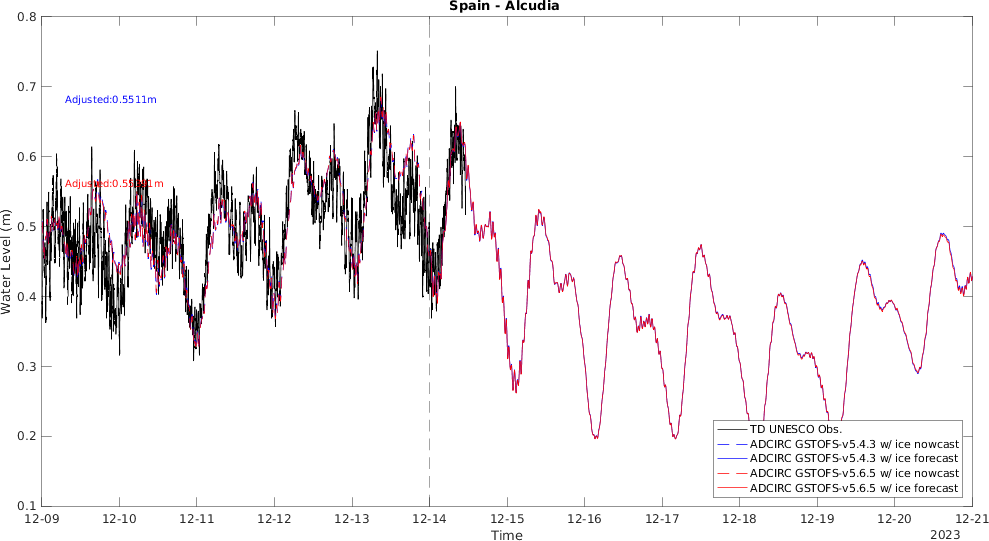 Spain - Alcudia
0.8
0.7
0.6
0.5
0.4
0.3
0.2
0.1
Water Level (m)
Adjusted:0.5511m
TD UNESCO Obs.
ADCIRC GSTOFS-v5.4.3 w/ ice nowcast
ADCIRC GSTOFS-v5.4.3 w/ ice forecast
ADCIRC GSTOFS-v5.6.5 w/ ice nowcast
ADCIRC GSTOFS-v5.6.5 w/ ice forecast
12-09 12-10 12-11 12-12 12-13 12-14 12-15 12-16 12-17 12-18 12-19 12-20 12-21
Time
2023